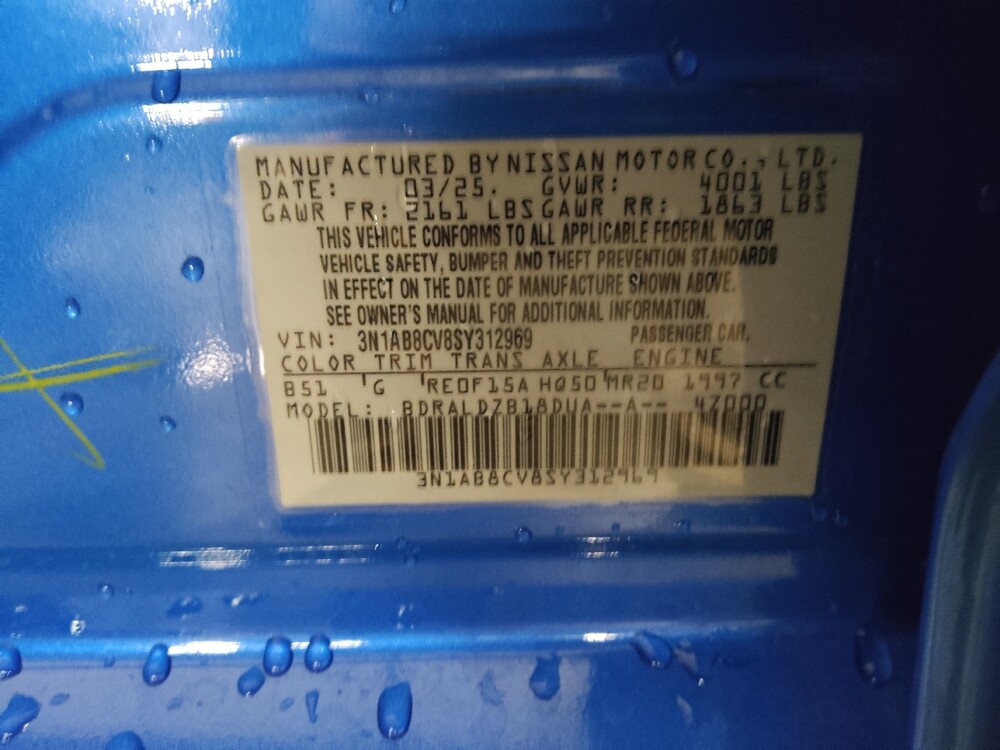 MANUFACTURED BY NISSAN MOTOR CO., LTD.
DATE: 03/25. GVWR: 4001 LBS
GAWR FR: 2161 LBS GAWR RR: 1863 LBS
THIS VEHICLE CONFORMS TO ALL APPLICABLE FEDERAL MOTOR
VEHICLE SAFETY, BUMPER AND THEFT PREVENTION STANDARDS
IN EFFECT ON THE DATE OF MANUFACTURE SHOWN ABOVE.
SEE OWNER'S MANUAL FOR ADDITIONAL INFORMATION.
VIN: 3N1AB8CV8SY312969 PASSENGER CAR.
COLOR TRIM TRANS AXLE ENGINE
B51 G RE0F15A HQ50 MR20 1997 CC
MODEL: BDRALDZB18DUA--A-- 4Z000
3N1AB8CV8SY312969